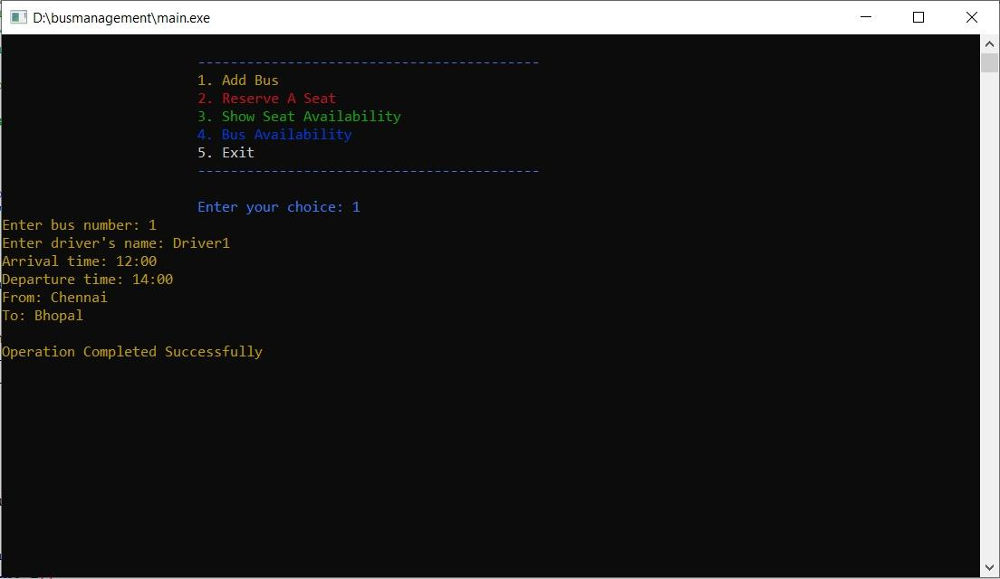 D:\busmanagement\main.exe
------------------------------------------
1. Add Bus
2. Reserve A Seat
3. Show Seat Availability
4. Bus Availability
5. Exit
------------------------------------------
Enter your choice: 1
Enter bus number: 1
Enter driver's name: Driver1
Arrival time: 12:00
Departure time: 14:00
From: Chennai
To: Bhopal
Operation Completed Successfully